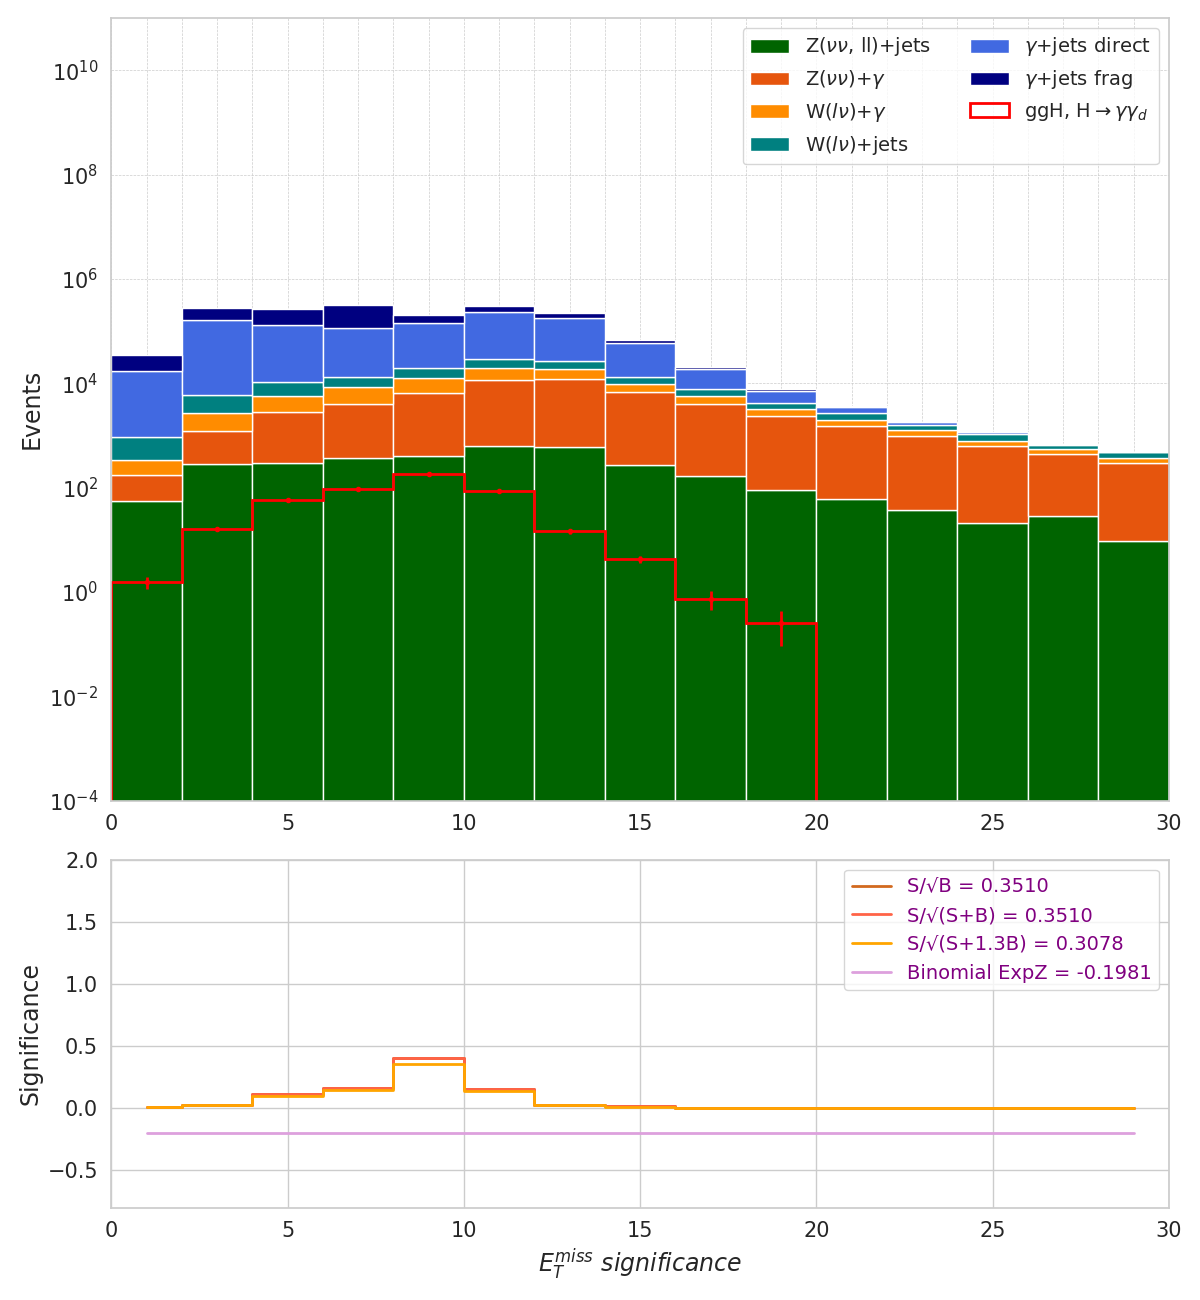 Z(νν, ll)+jets
Z(νν)+γ
W(lν)+γ
W(lν)+jets
γ+jets direct
γ+jets frag
ggH, H→γγ_d
Events
10^10
10^8
10^6
10^4
10^2
10^0
10^−2
10^−4
0 5 10 15 20 25 30
S/√B = 0.3510
S/√(S+B) = 0.3510
S/√(S+1.3B) = 0.3078
Binomial ExpZ = -0.1981
Significance
2.0
1.5
1.0
0.5
0.0
−0.5
0 5 10 15 20 25 30
E_T^miss significance